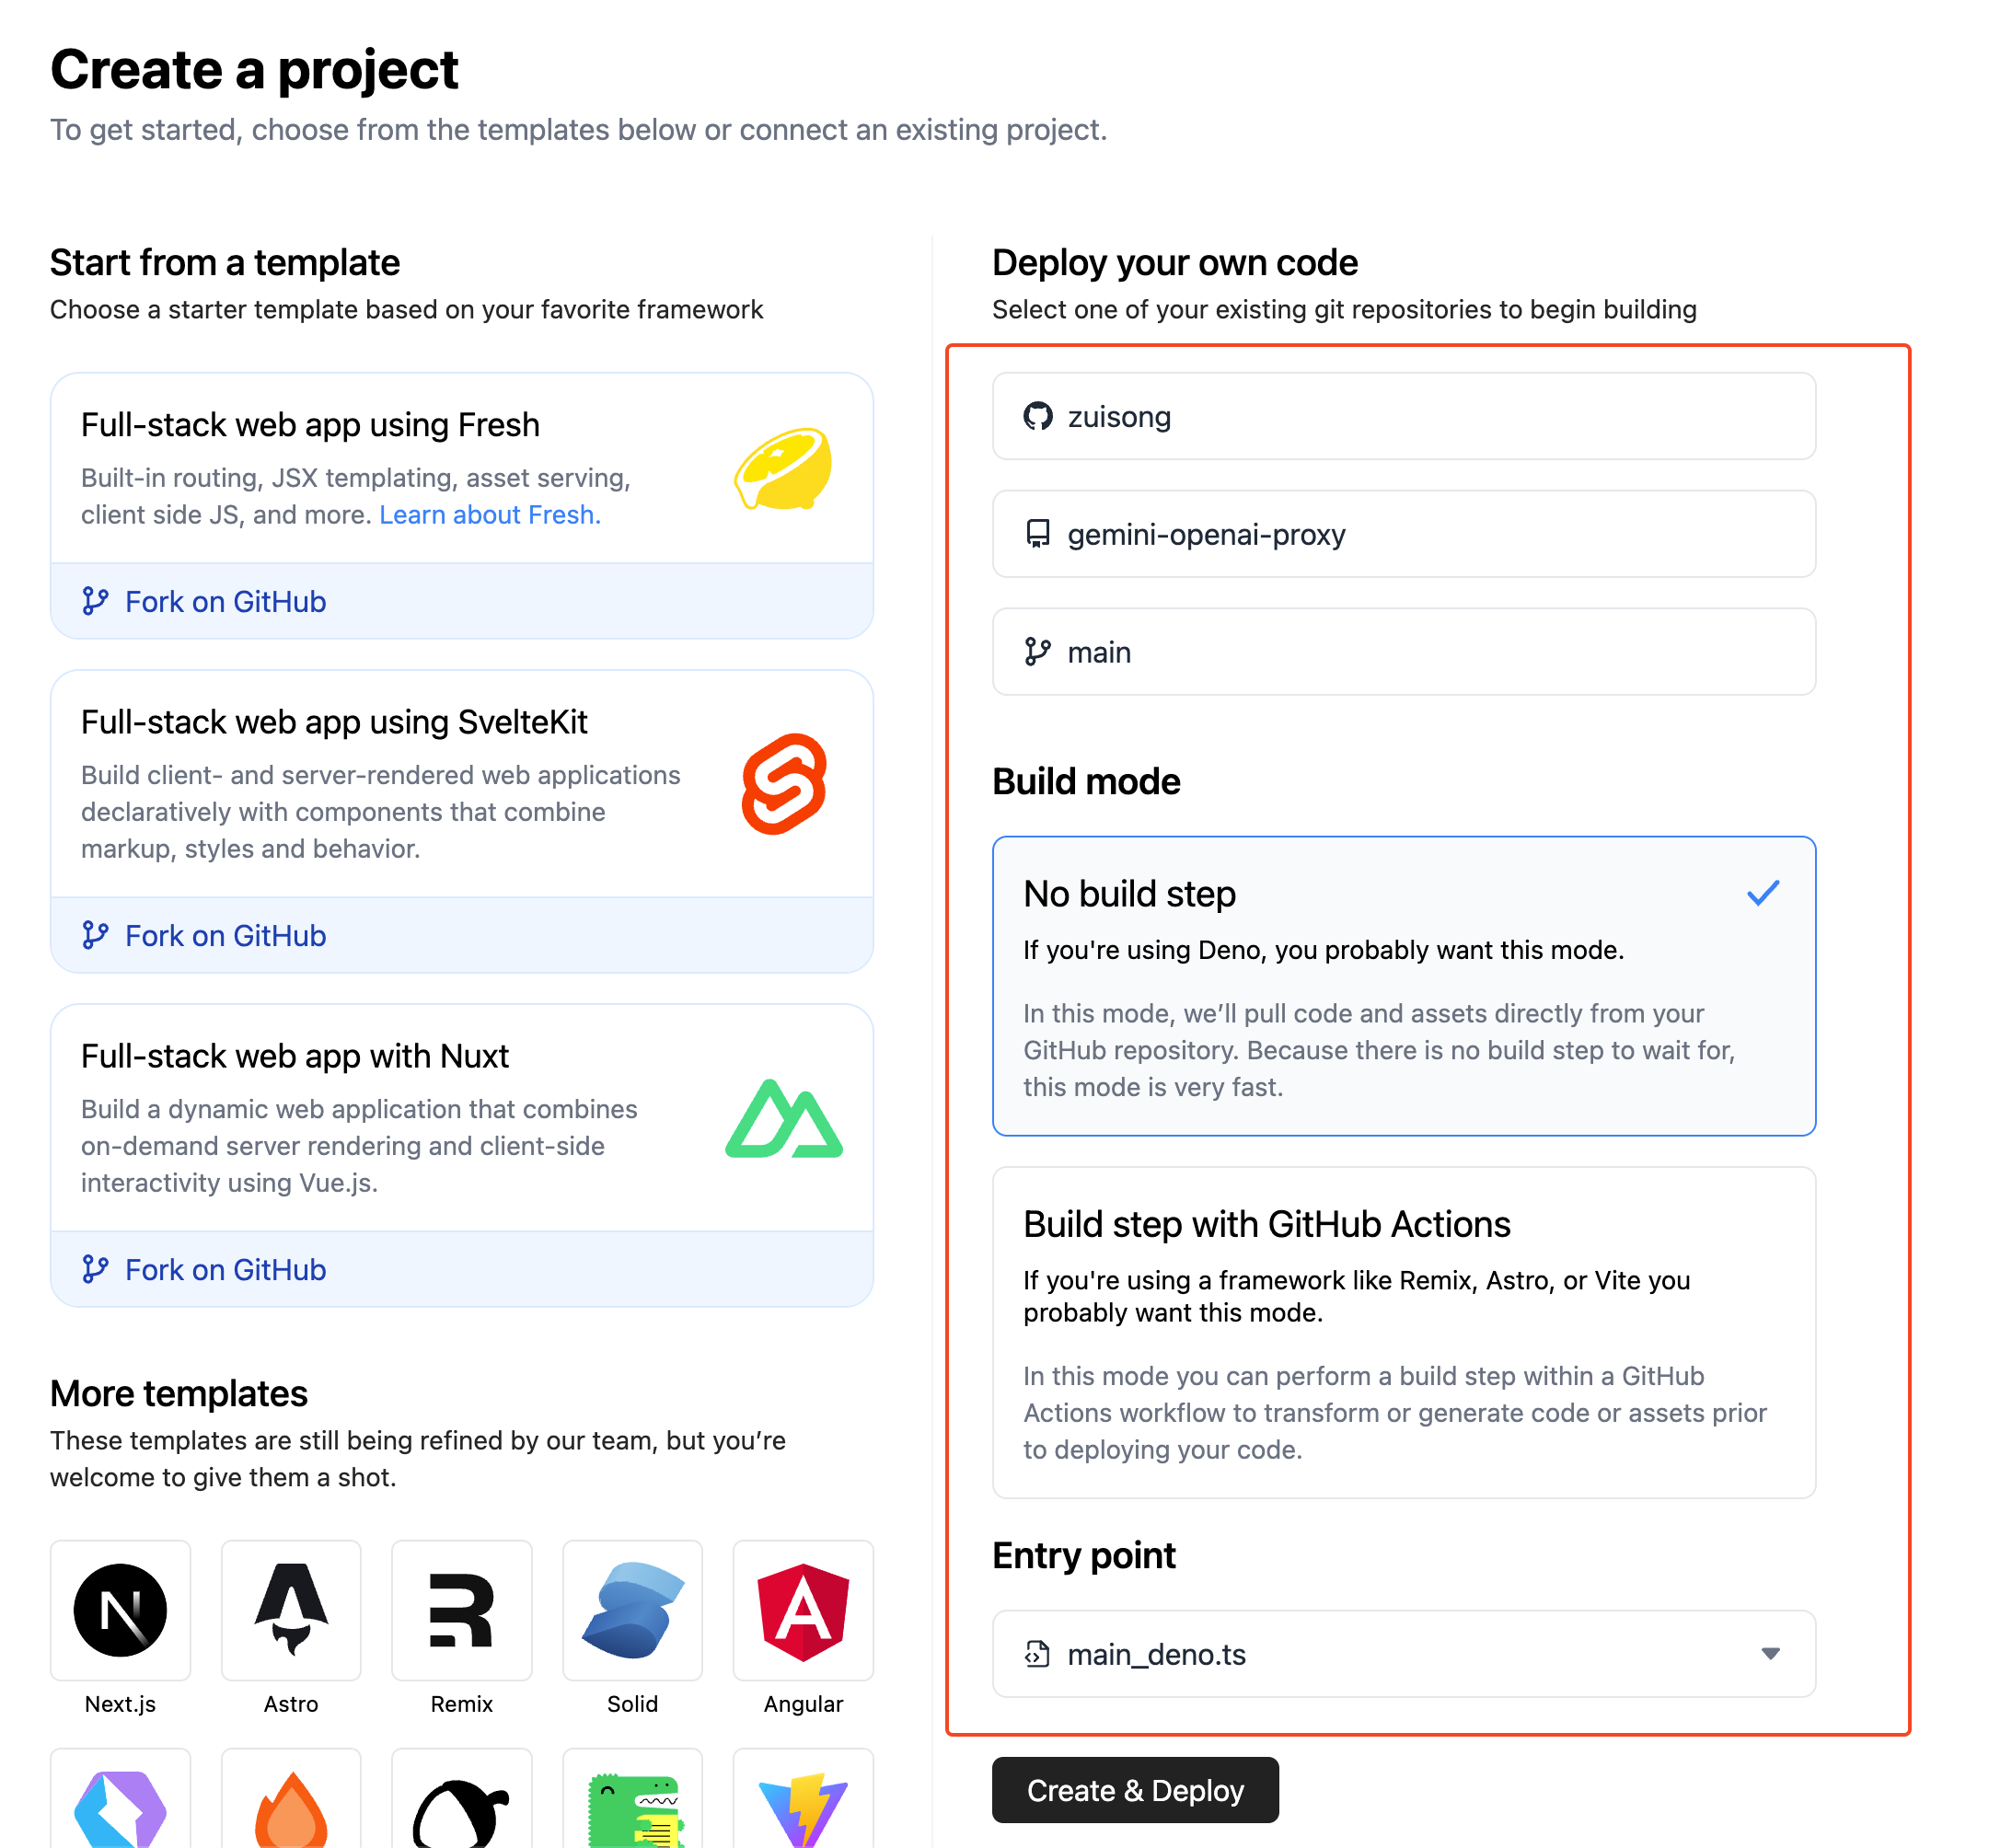 Create a project
To get started, choose from the templates below or connect an existing project.
Start from a template
Choose a starter template based on your favorite framework
Full-stack web app using Fresh
Built-in routing, JSX templating, asset serving,
client side JS, and more. Learn about Fresh.
Fork on GitHub
Full-stack web app using SvelteKit
Build client- and server-rendered web applications
declaratively with components that combine
markup, styles and behavior.
Fork on GitHub
Full-stack web app with Nuxt
Build a dynamic web application that combines
on-demand server rendering and client-side
interactivity using Vue.js.
Fork on GitHub
More templates
These templates are still being refined by our team, but you’re
welcome to give them a shot.
Next.js
Astro
Remix
Solid
Angular
Deploy your own code
Select one of your existing git repositories to begin building
zuisong
gemini-openai-proxy
main
Build mode
No build step
If you're using Deno, you probably want this mode.
In this mode, we’ll pull code and assets directly from your
GitHub repository. Because there is no build step to wait for,
this mode is very fast.
Build step with GitHub Actions
If you're using a framework like Remix, Astro, or Vite you
probably want this mode.
In this mode you can perform a build step within a GitHub
Actions workflow to transform or generate code or assets prior
to deploying your code.
Entry point
main_deno.ts
Create & Deploy